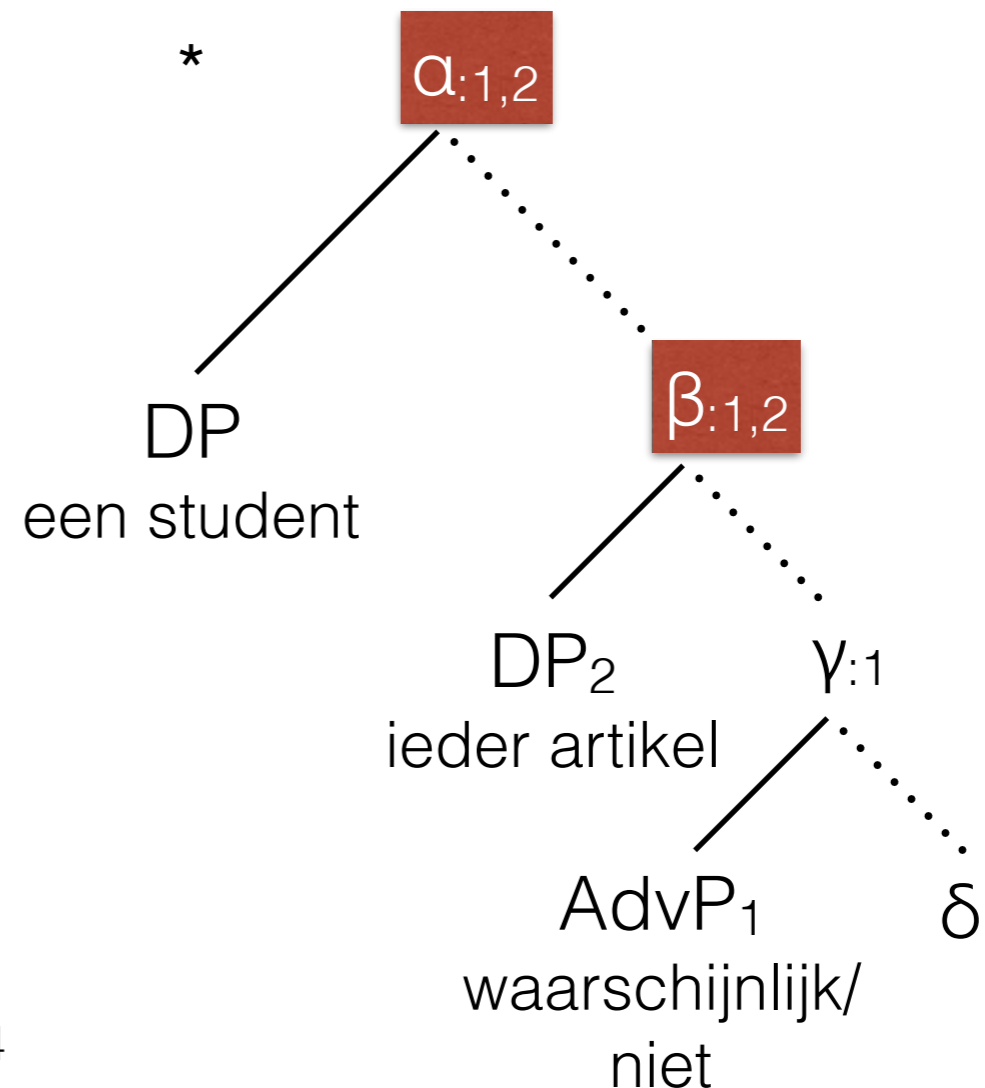 *
α:1,2
β:1,2
DP
een student
DP₂
ieder artikel
γ:1
AdvP₁
waarschijnlijk/
niet
δ